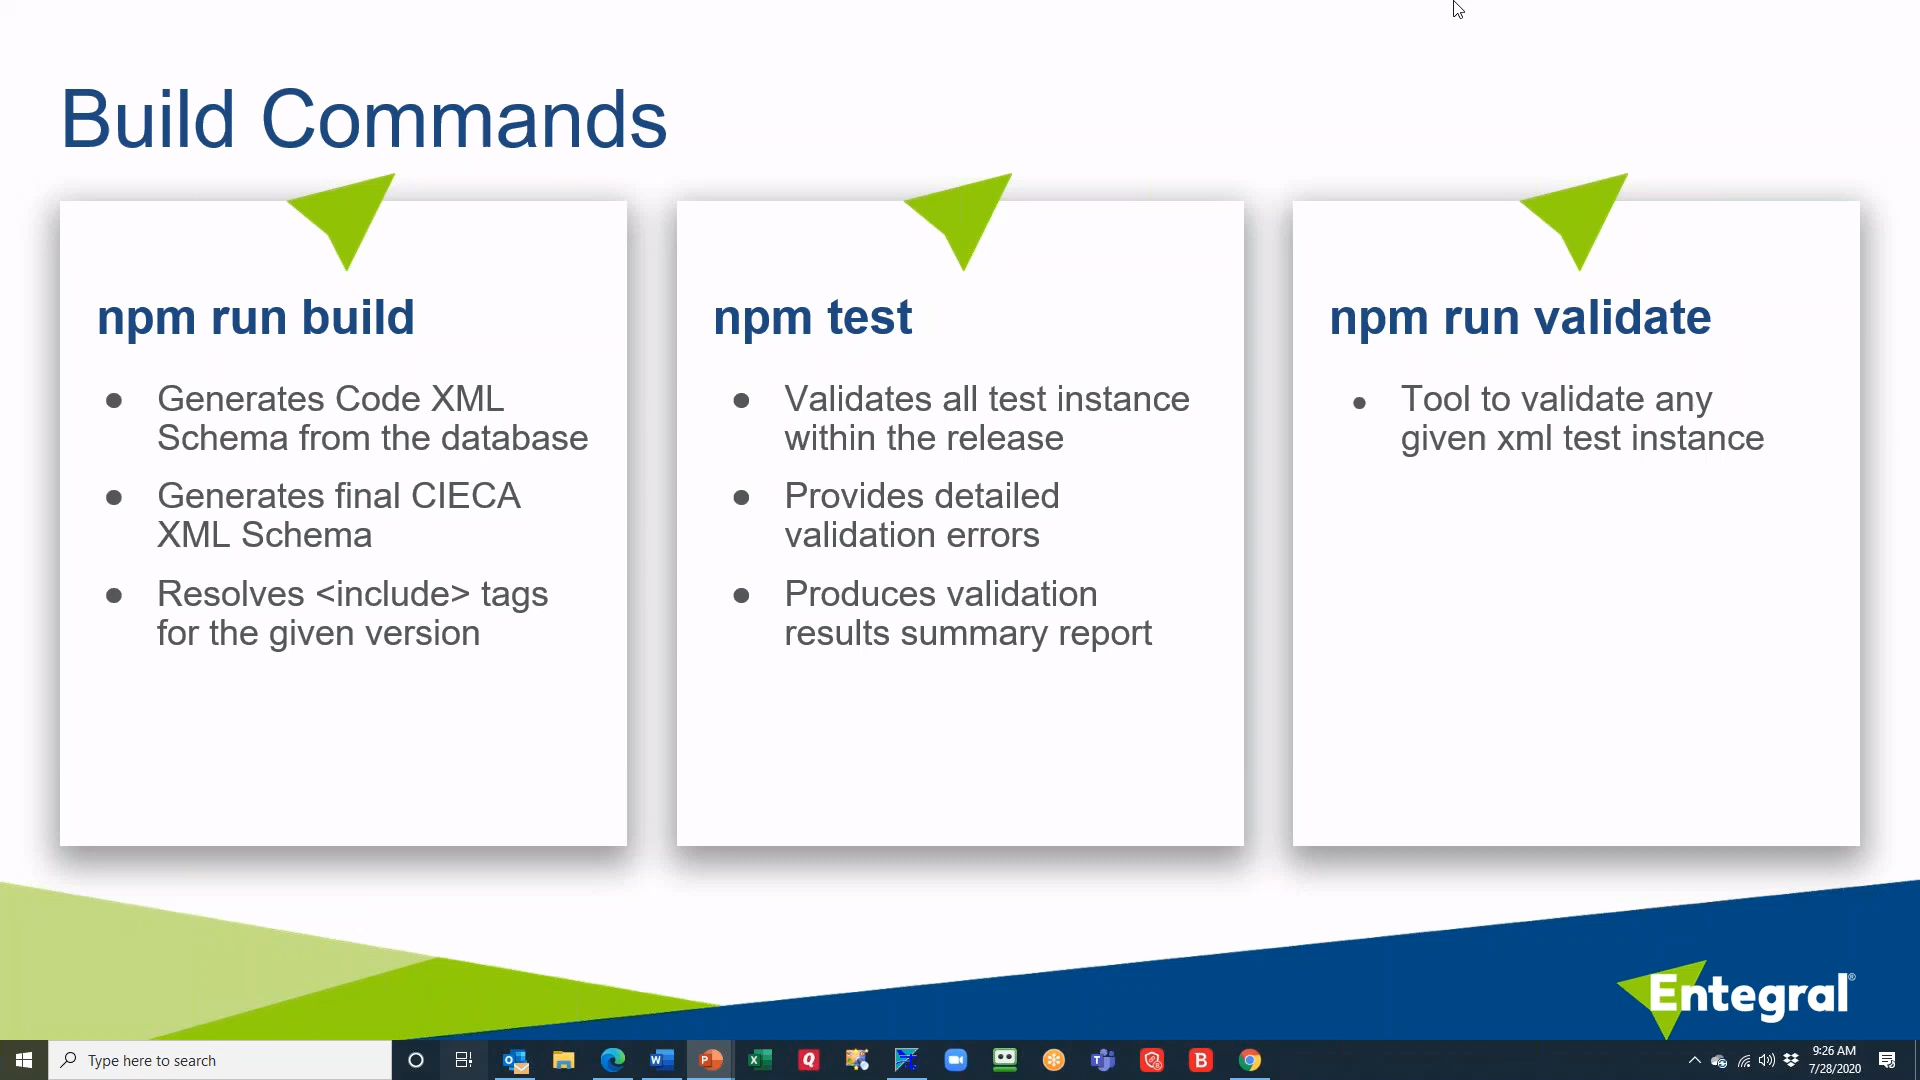 Build Commands
npm run build
● Generates Code XML
Schema from the database
● Generates final CIECA
XML Schema
● Resolves <include> tags
for the given version
npm test
● Validates all test instance
within the release
● Provides detailed
validation errors
● Produces validation
results summary report
npm run validate
● Tool to validate any
given xml test instance
Entegral®
Type here to search
9:26 AM
7/28/2020